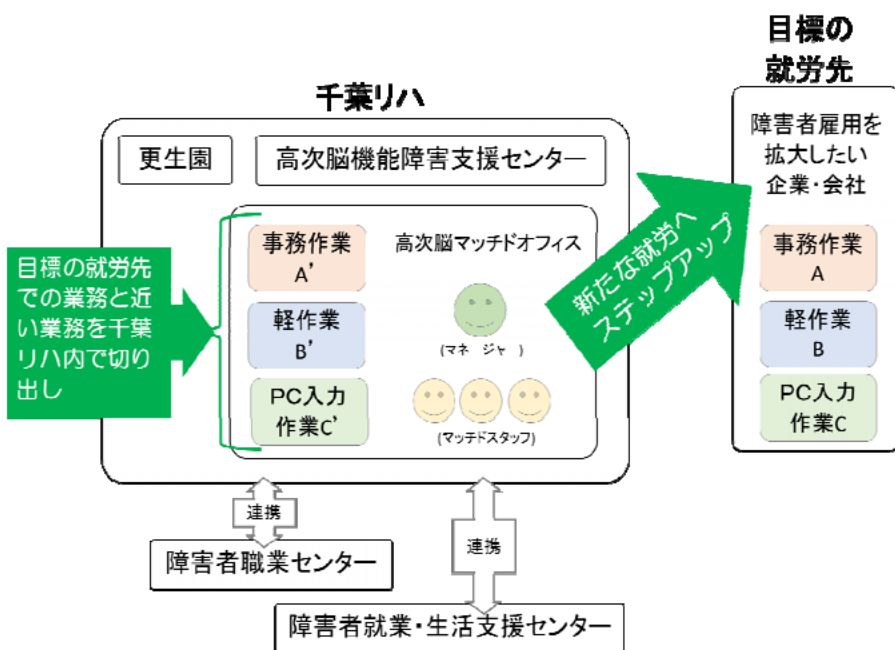 千葉リハ
更生園
高次脳機能障害支援センター
目標の就労先
での業務と近
い業務を千葉
リハ内で切り
出し
事務作業
A'
軽作業
B'
PC入力
作業C'
高次脳マッチドオフィス
(マネ ジャ )
(マッチドスタッフ)
新たな就労へ
ステップアップ
目標の
就労先
障害者雇用を
拡大したい
企業・会社
事務作業
A
軽作業
B
PC入力
作業C
連携
障害者職業センター
連携
障害者就業・生活支援センター